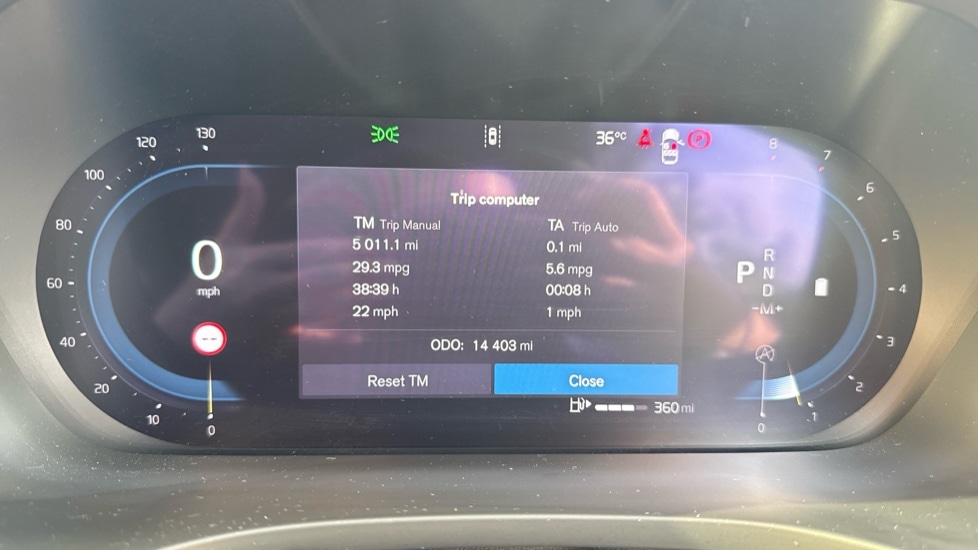 130
120
100
80
60
40
20
10
0
0
mph
--
36°C
P
Trip computer
TM Trip Manual
5 011.1 mi
29.3 mpg
38:39 h
22 mph
TA Trip Auto
0.1 mi
5.6 mpg
00:08 h
1 mph
ODO: 14 403 mi
Reset TM
Close
360 mi
P
R
N
D
-M+
A
8
7
6
5
4
3
2
1
0